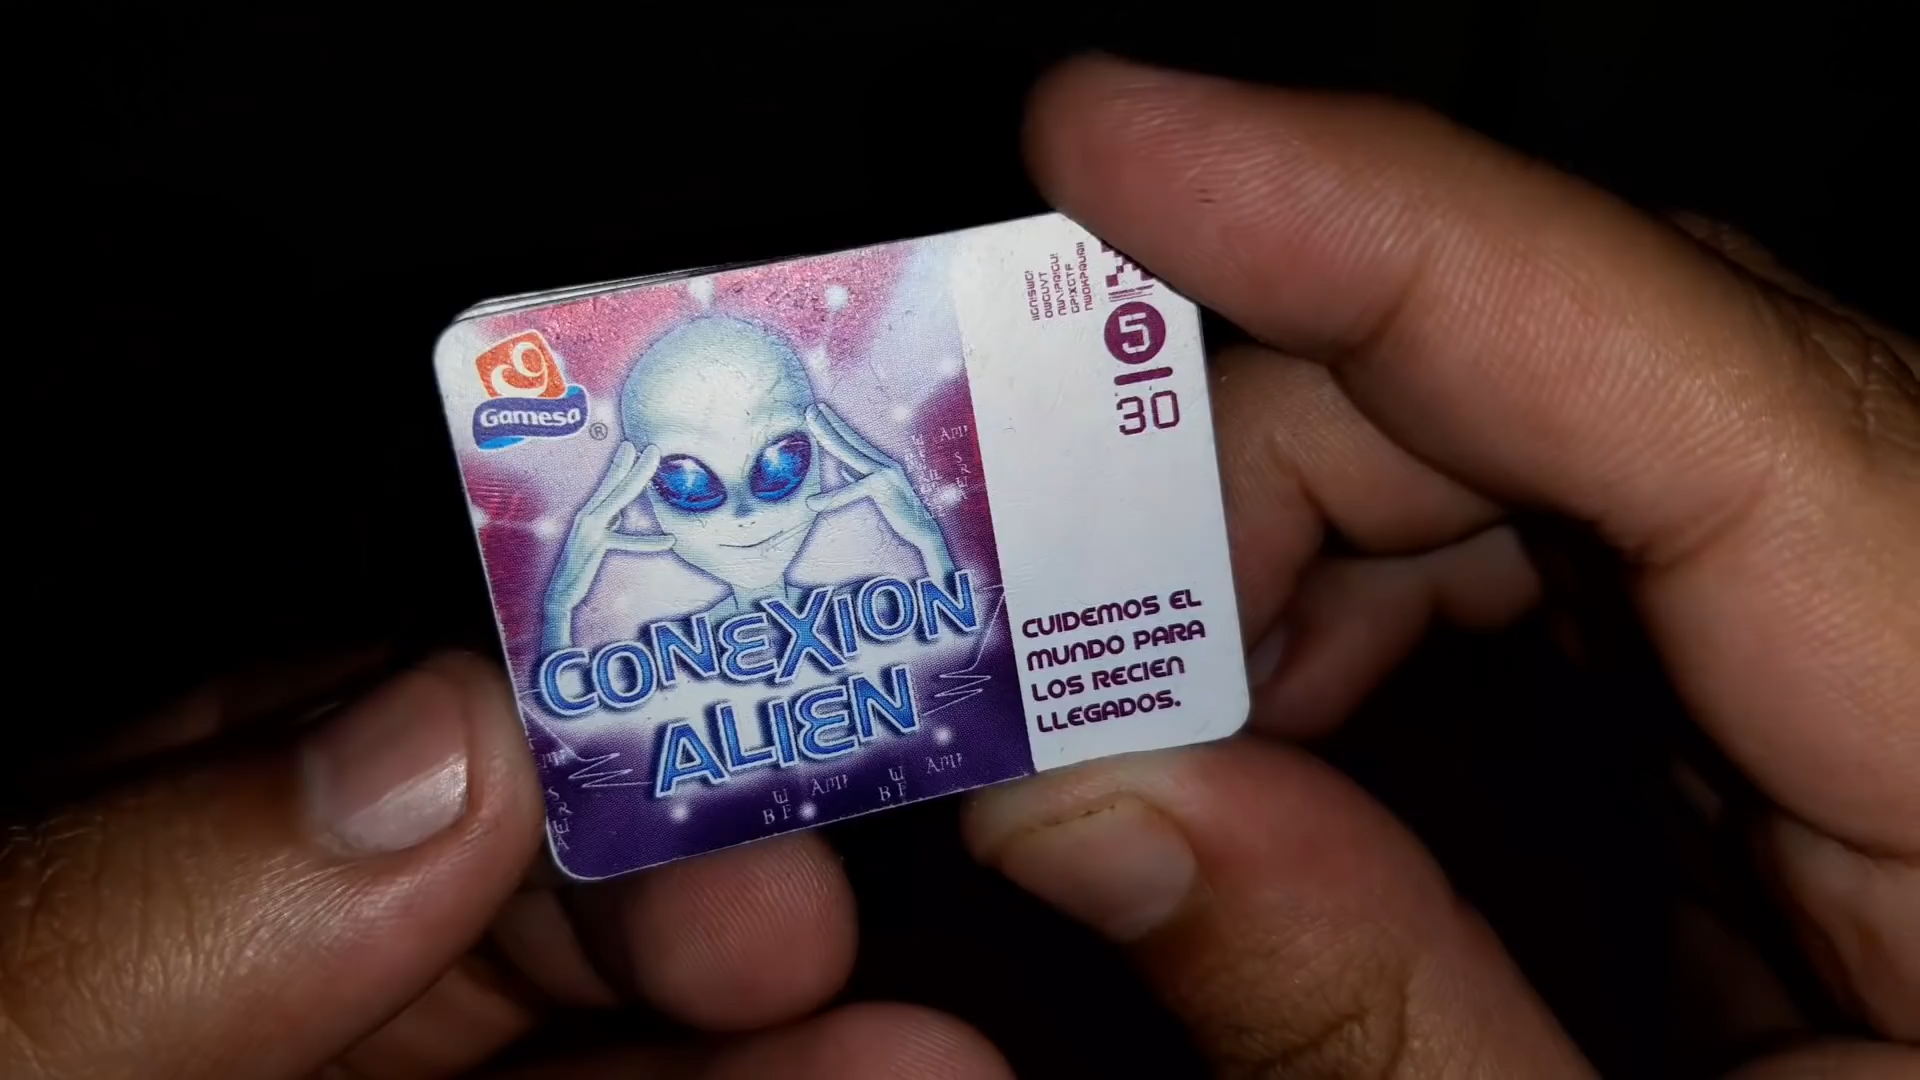 Gamesa
®
CONEXION
ALIEN
5
30
CUIDEMOS EL
MUNDO PARA
LOS RECIEN
LLEGADOS.